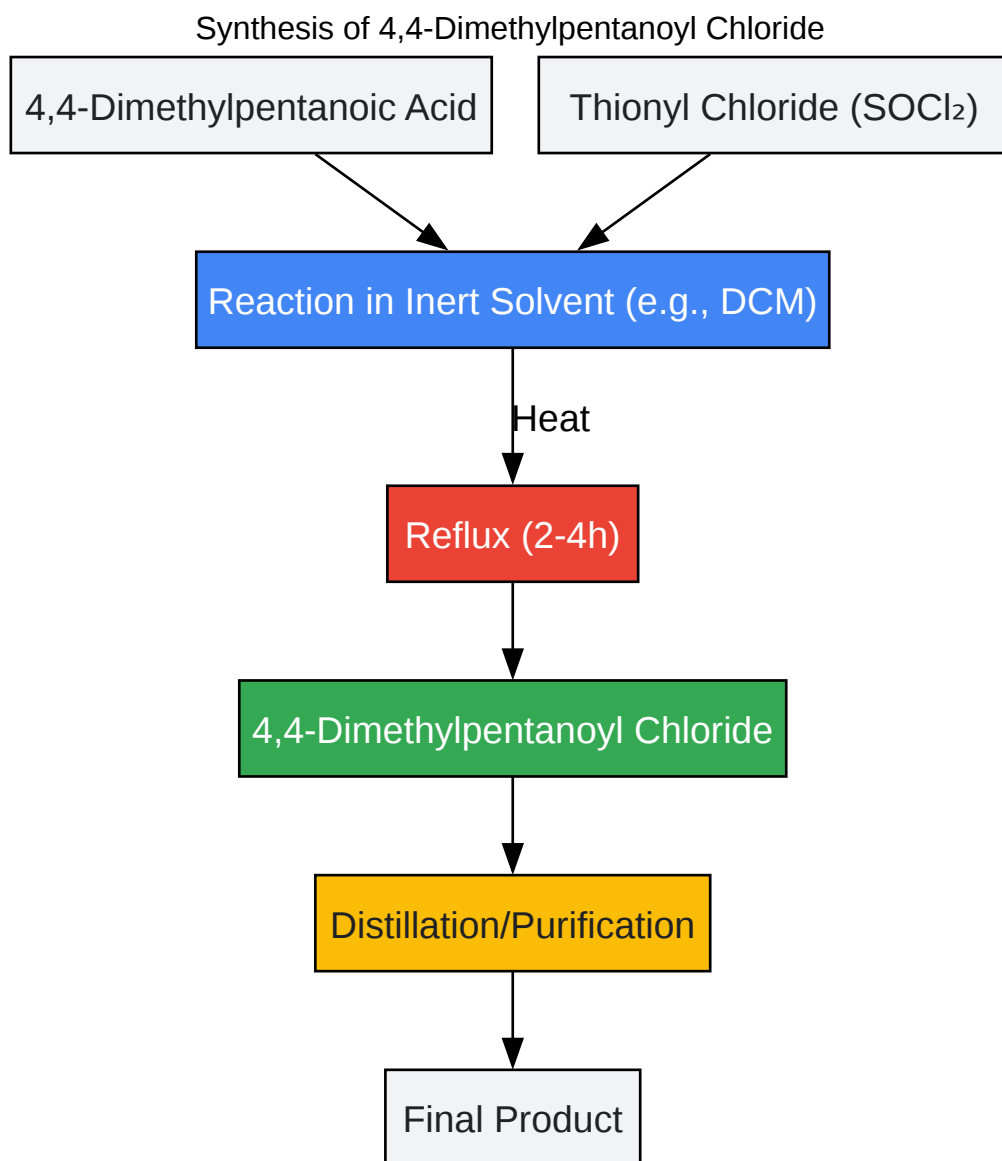 Synthesis of 4,4-Dimethylpentanoyl Chloride
4,4-Dimethylpentanoic Acid
Thionyl Chloride (SOCl₂)
Reaction in Inert Solvent (e.g., DCM)
Heat
Reflux (2-4h)
4,4-Dimethylpentanoyl Chloride
Distillation/Purification
Final Product